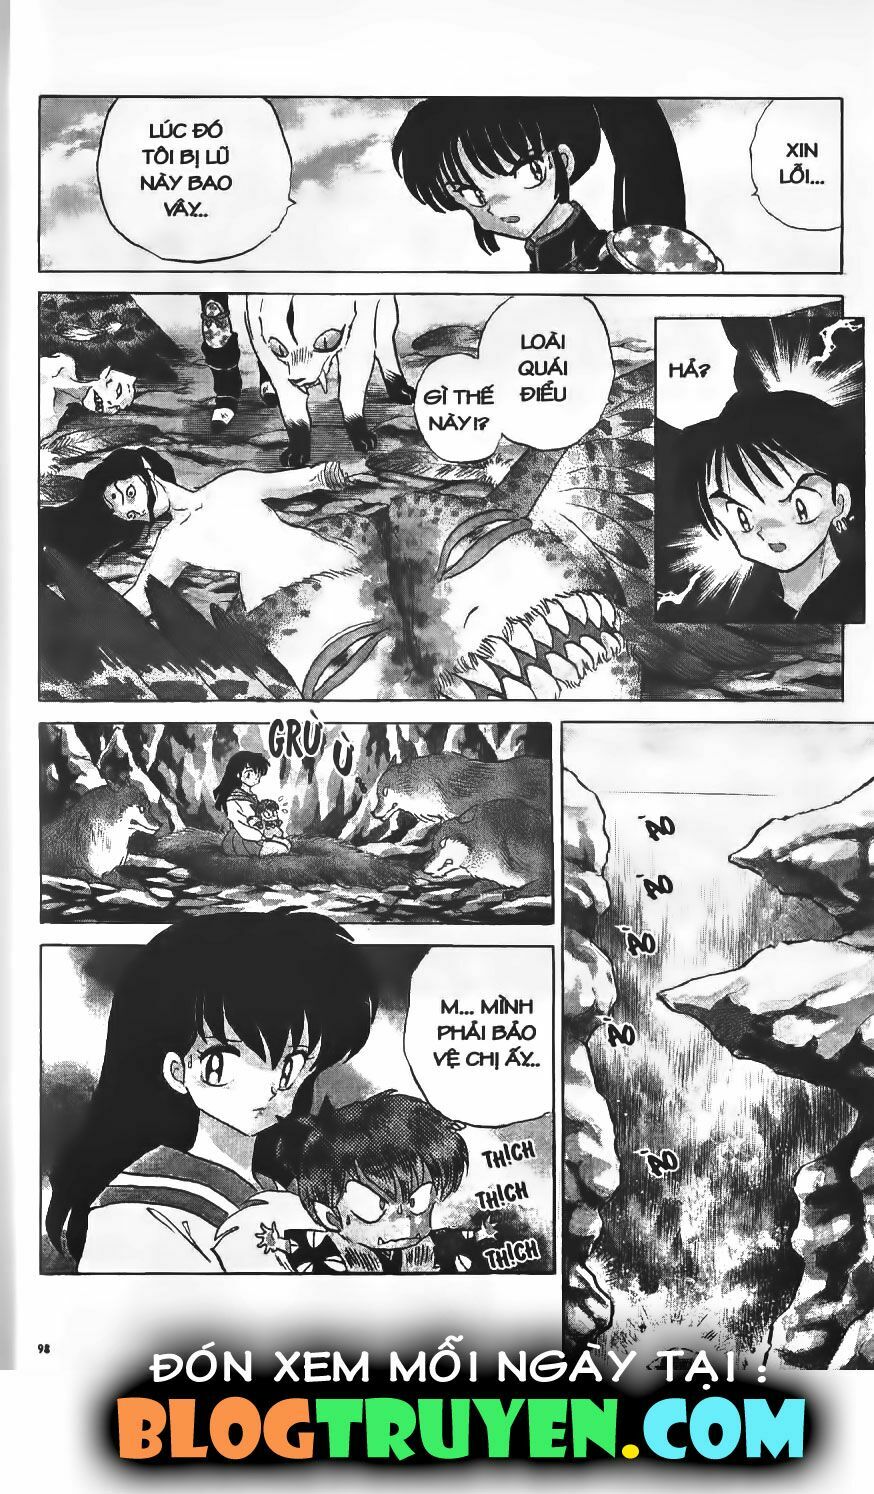 XIN
LỖI...
LÚC ĐÓ
TÔI BỊ LŨ
NÀY BAO
VÂY...
HẢ?
LOÀI
QUÁI
ĐIỂU
GÌ THẾ
NÀY!?
GRỪ
Ừ
ÀO
ÀO
ÀO
ÀO
ÀO
M... MÌNH
PHẢI BẢO
VỆ CHỊ ẤY...
THỊCH
THỊCH
THỊCH
98
ĐÓN XEM MỖI NGÀY TẠI :
BLOGTRUYEN.COM